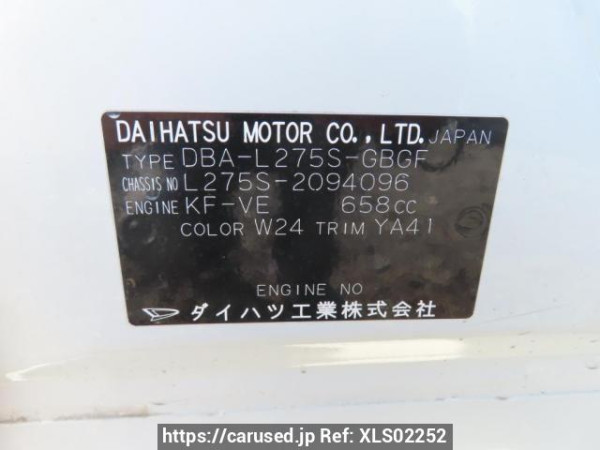 DAIHATSU MOTOR CO., LTD. JAPAN
TYPE DBA-L275S-GBGF
CHASSIS NO L275S-2094096
ENGINE KF-VE 658cc
COLOR W24 TRIM YA41
ENGINE NO
ダイハツ工業株式会社
https://carused.jp Ref: XLS02252